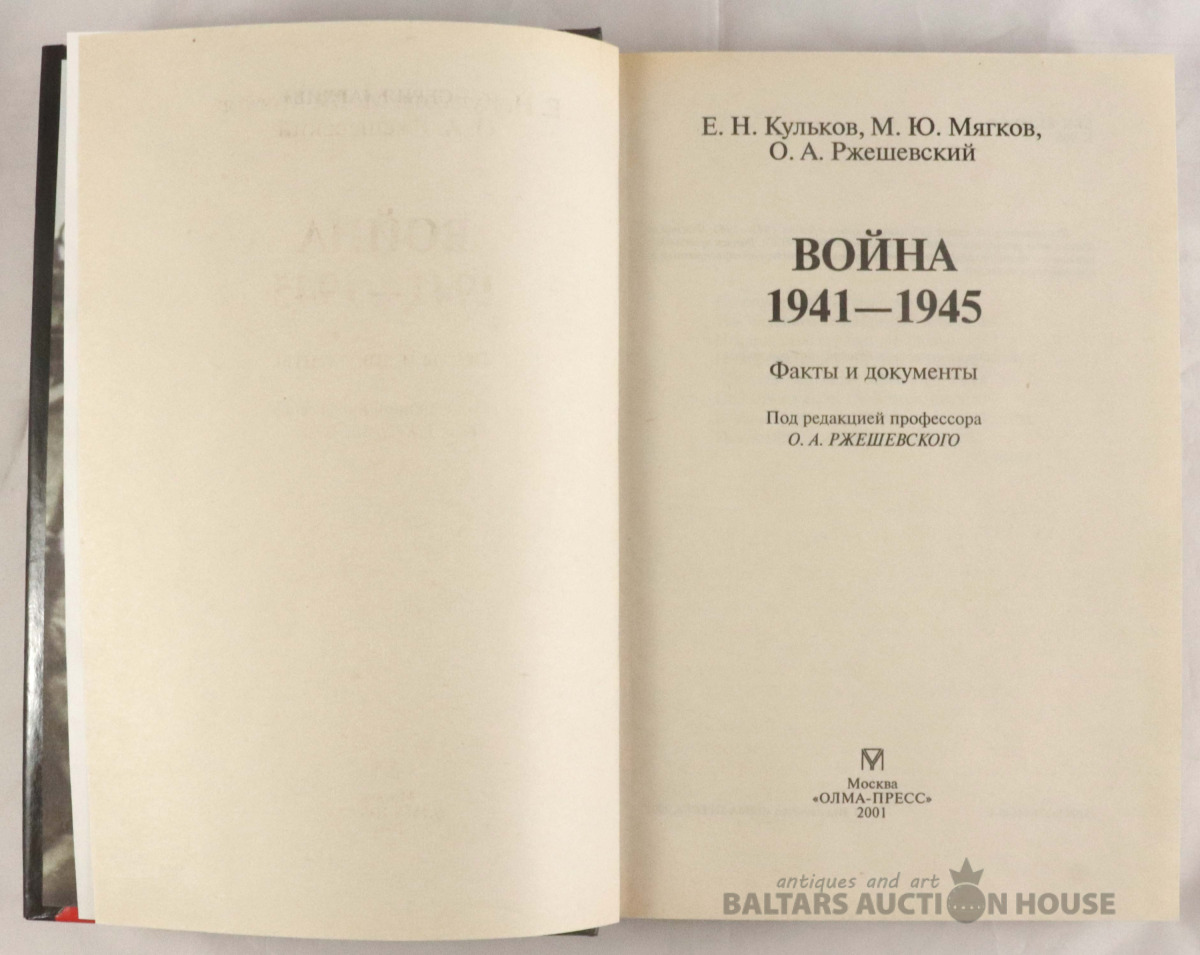 Е. Н. Кульков, М. Ю. Мягков,
О. А. Ржешевский
ВОЙНА
1941—1945
Факты и документы
Под редакцией профессора
О. А. РЖЕШЕВСКОГО
Москва
«ОЛМА-ПРЕСС»
2001
antiques and art
BALTARS AUCTION HOUSE